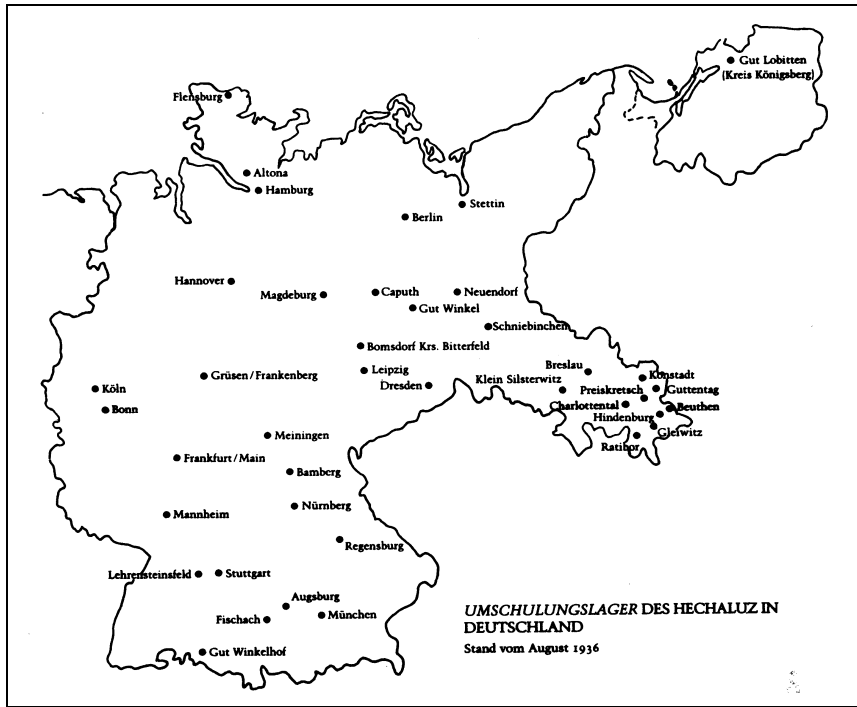 Gut Lobitten
(Kreis Königsberg)
Flensburg
Altona
Hamburg
Stettin
Berlin
Hannover
Magdeburg
Caputh
Neuendorf
Gut Winkel
Schniebinchen
Bomsdorf Krs. Bitterfeld
Leipzig
Dresden
Grüsen/Frankenberg
Köln
Bonn
Breslau
Konstadt
Klein Silsterwitz
Preiskretsch
Guttentag
Charlottental
Beuthen
Hindenburg
Gleiwitz
Ratibor
Meiningen
Frankfurt/Main
Bamberg
Nürnberg
Mannheim
Regensburg
Lehrensteinsfeld
Stuttgart
Augsburg
Fischach
München
Gut Winkelhof
UMSCHULUNGSLAGER DES HECHALUZ IN
DEUTSCHLAND
Stand vom August 1936